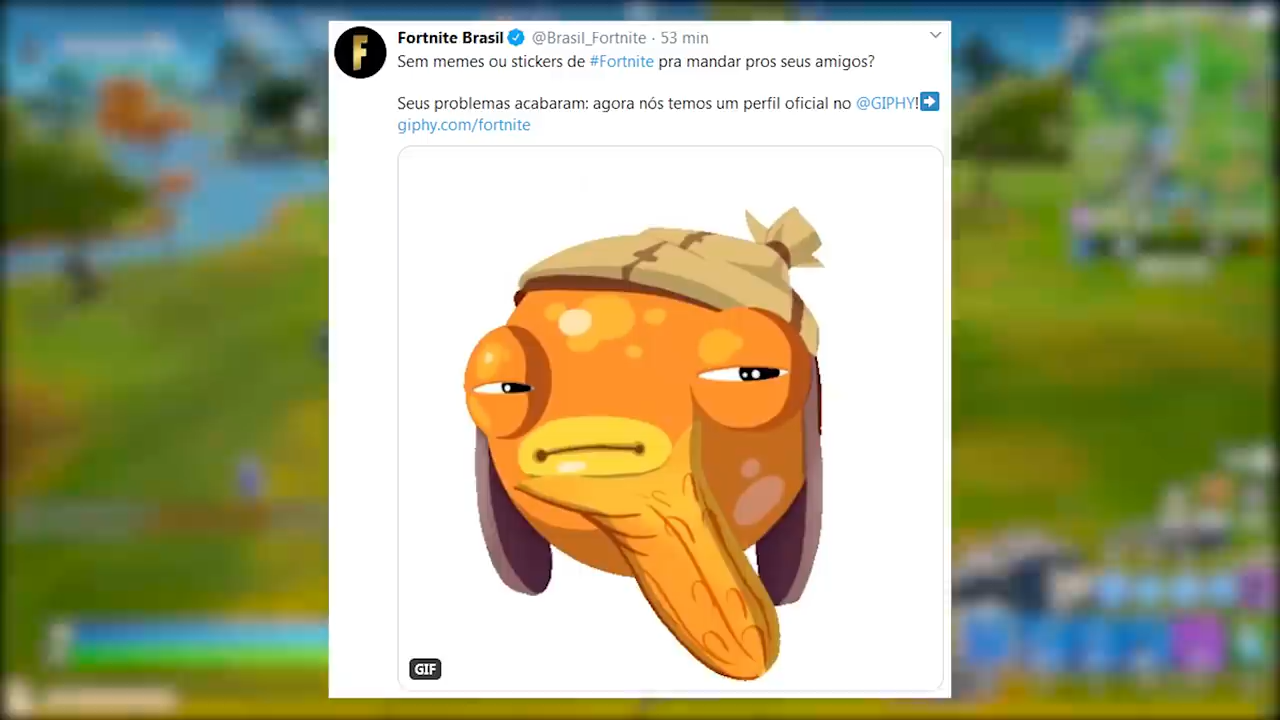 Fortnite Brasil @Brasil_Fortnite · 53 min
Sem memes ou stickers de #Fortnite pra mandar pros seus amigos?
Seus problemas acabaram: agora nós temos um perfil oficial no @GIPHY!➡
giphy.com/fortnite
GIF